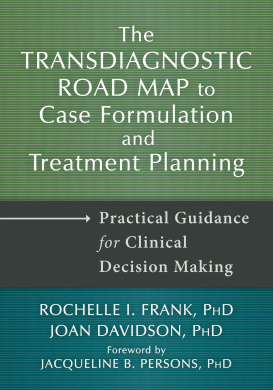 The
TRANSDIAGNOSTIC
ROAD MAP to
Case Formulation
and
Treatment Planning
Practical Guidance
for Clinical
Decision Making
ROCHELLE I. FRANK, PHD
JOAN DAVIDSON, PHD
Foreword by
JACQUELINE B. PERSONS, PHD